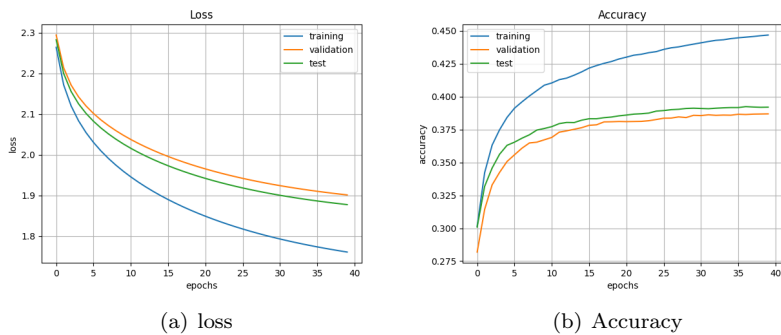 Loss
training
validation
test
2.3
2.2
2.1
2.0
1.9
1.8
loss
0 5 10 15 20 25 30 35 40
epochs
(a) loss
Accuracy
training
validation
test
0.450
0.425
0.400
0.375
0.350
0.325
0.300
0.275
accuracy
0 5 10 15 20 25 30 35 40
epochs
(b) Accuracy